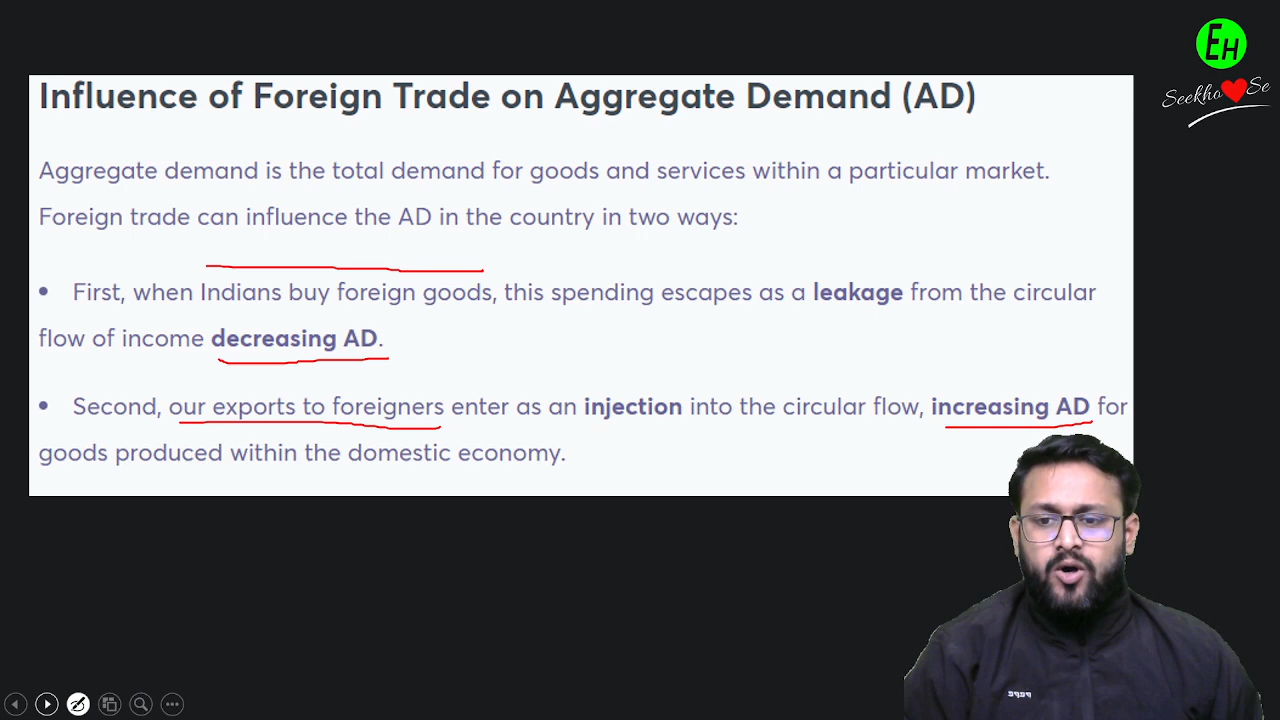 EH
Seekho Se
Influence of Foreign Trade on Aggregate Demand (AD)
Aggregate demand is the total demand for goods and services within a particular market.
Foreign trade can influence the AD in the country in two ways:
• First, when Indians buy foreign goods, this spending escapes as a leakage from the circular
flow of income decreasing AD.
• Second, our exports to foreigners enter as an injection into the circular flow, increasing AD for
goods produced within the domestic economy.